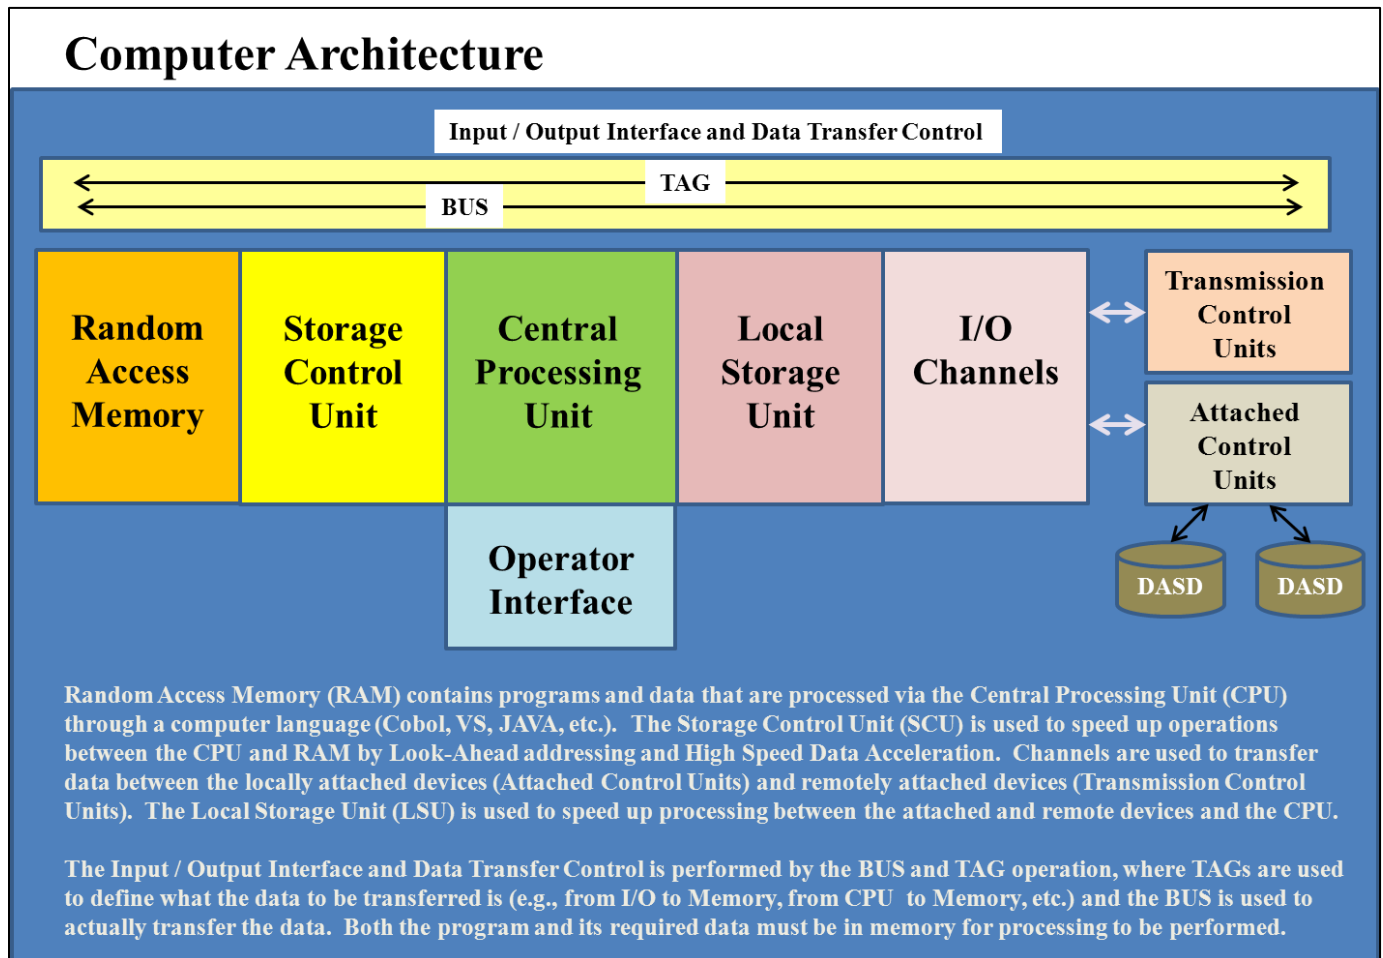 Computer Architecture
Input / Output Interface and Data Transfer Control
TAG
BUS
Random
Access
Memory
Storage
Control
Unit
Central
Processing
Unit
Local
Storage
Unit
I/O
Channels
Transmission
Control
Units
Attached
Control
Units
Operator
Interface
DASD
DASD
Random Access Memory (RAM) contains programs and data that are processed via the Central Processing Unit (CPU)
through a computer language (Cobol, VS, JAVA, etc.). The Storage Control Unit (SCU) is used to speed up operations
between the CPU and RAM by Look-Ahead addressing and High Speed Data Acceleration. Channels are used to transfer
data between the locally attached devices (Attached Control Units) and remotely attached devices (Transmission Control
Units). The Local Storage Unit (LSU) is used to speed up processing between the attached and remote devices and the CPU.
The Input / Output Interface and Data Transfer Control is performed by the BUS and TAG operation, where TAGs are used
to define what the data to be transferred is (e.g., from I/O to Memory, from CPU to Memory, etc.) and the BUS is used to
actually transfer the data. Both the program and its required data must be in memory for processing to be performed.